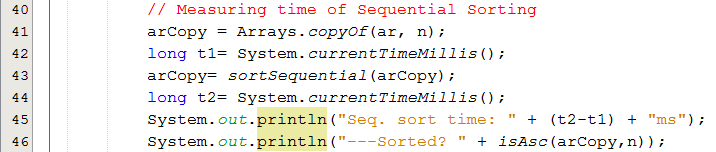 40 // Measuring time of Sequential Sorting
41 arCopy = Arrays.copyOf(ar, n);
42 long t1= System.currentTimeMillis();
43 arCopy= sortSequential(arCopy);
44 long t2= System.currentTimeMillis();
45 System.out.println("Seq. sort time: " + (t2-t1) + "ms");
46 System.out.println("---Sorted? " + isAsc(arCopy,n));